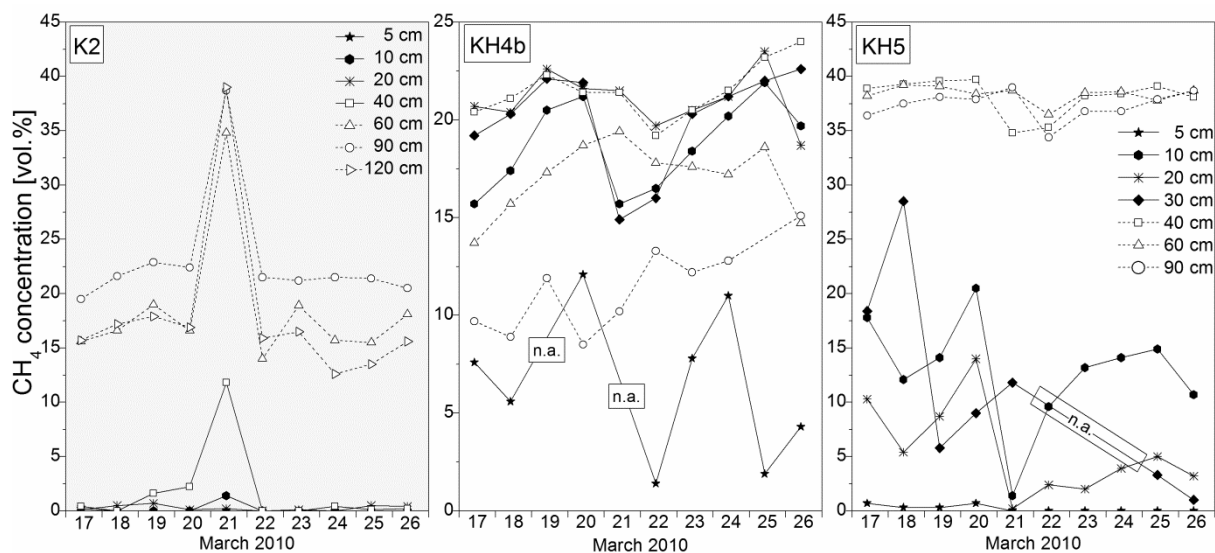 CH₄ concentration [vol.%]
K2
45
40
35
30
25
20
15
10
5
0
5 cm
10 cm
20 cm
40 cm
60 cm
90 cm
120 cm
17 18 19 20 21 22 23 24 25 26
March 2010
KH4b
25
20
15
10
5
0
n.a.
n.a.
17 18 19 20 21 22 23 24 25 26
March 2010
KH5
45
40
35
30
25
20
15
10
5
0
5 cm
10 cm
20 cm
30 cm
40 cm
60 cm
90 cm
n.a.
17 18 19 20 21 22 23 24 25 26
March 2010